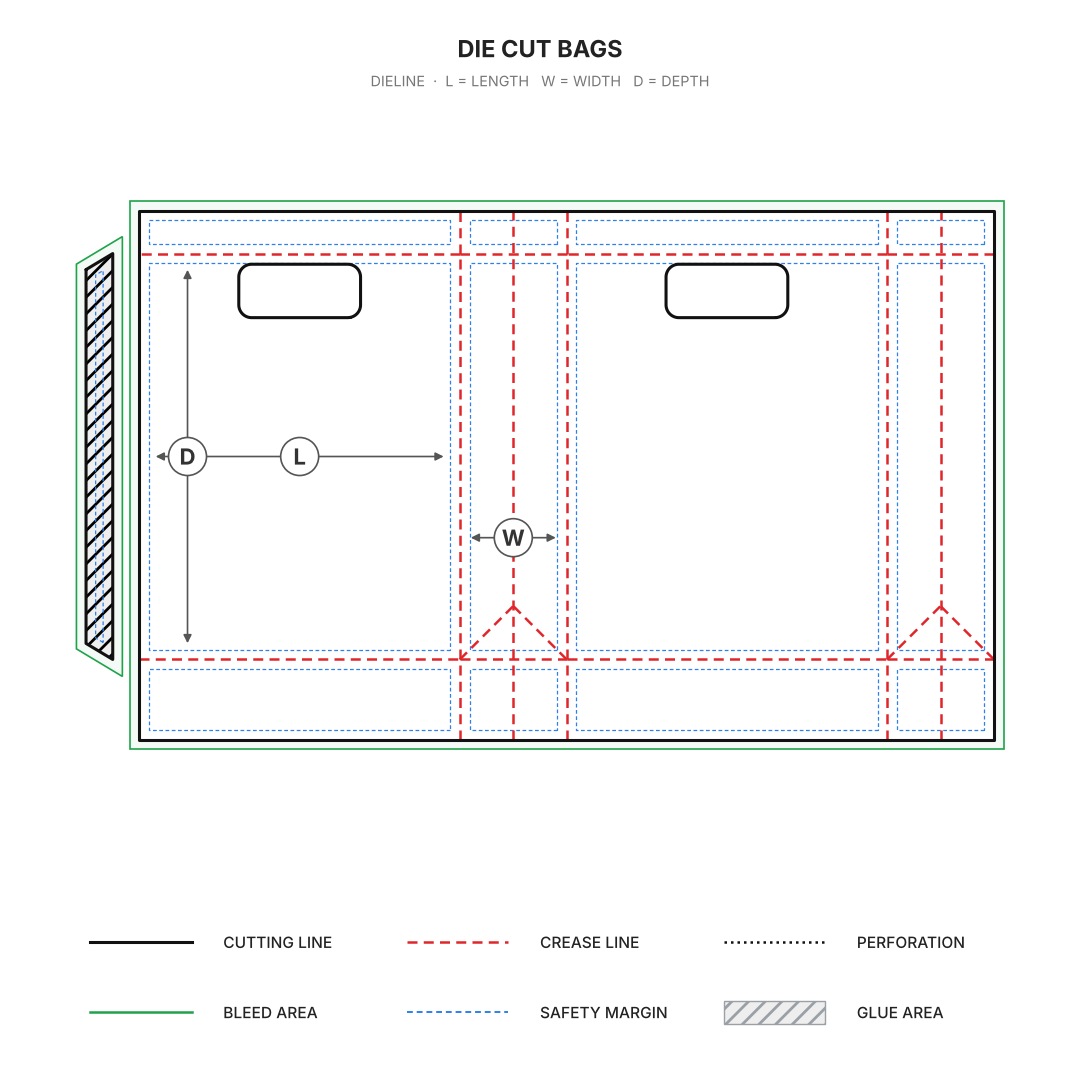 DIE CUT BAGS
DIELINE · L = LENGTH W = WIDTH D = DEPTH
D L
W
CUTTING LINE CREASE LINE PERFORATION
BLEED AREA SAFETY MARGIN GLUE AREA